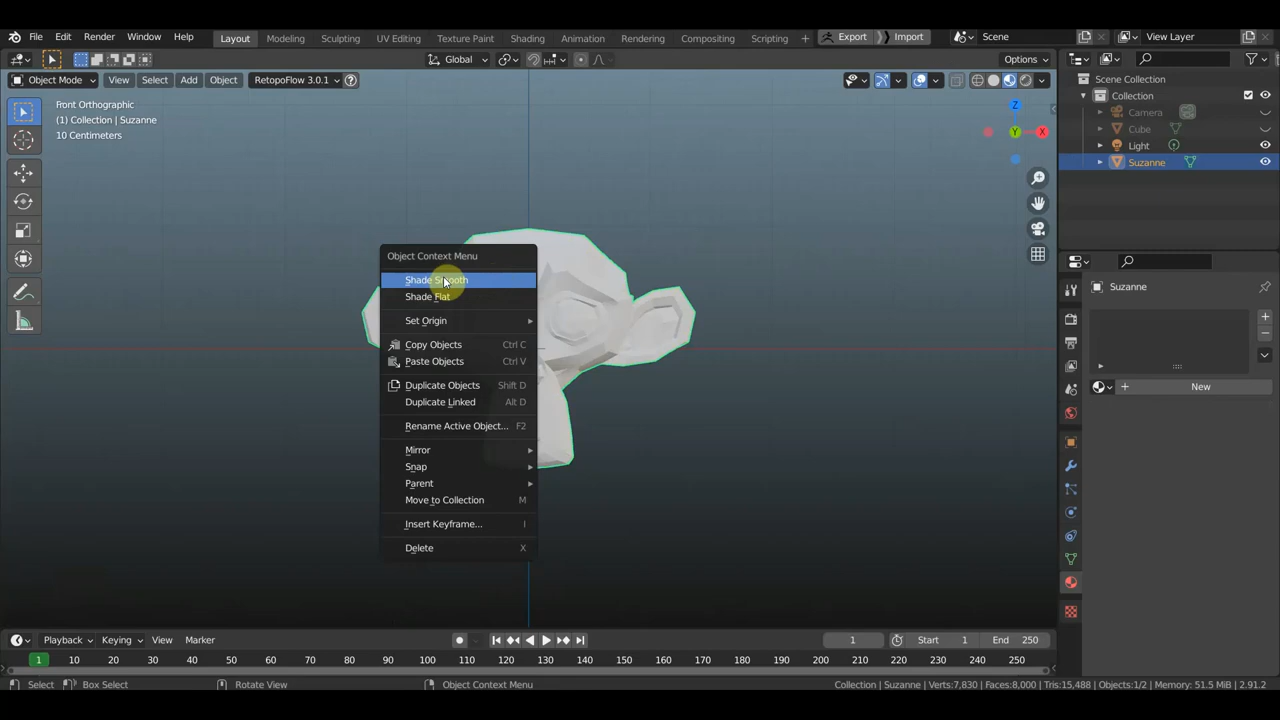 File Edit Render Window Help Layout Modeling Sculpting UV Editing Texture Paint Shading Animation Rendering Compositing Scripting + Export Import Scene View Layer
Global Options
Object Mode View Select Add Object RetopoFlow 3.0.1 ?
Front Orthographic
(1) Collection | Suzanne
10 Centimeters
Z
Y
X
Object Context Menu
Shade Smooth
Shade Flat
Set Origin
Copy Objects Ctrl C
Paste Objects Ctrl V
Duplicate Objects Shift D
Duplicate Linked Alt D
Rename Active Object... F2
Mirror
Snap
Parent
Move to Collection M
Insert Keyframe... I
Delete X
Scene Collection
Collection
Camera
Cube
Light
Suzanne
Suzanne
New
Playback Keying View Marker 1 Start 1 End 250
1 10 20 30 40 50 60 70 80 90 100 110 120 130 140 150 160 170 180 190 200 210 220 230 240 250
Select Box Select Rotate View Object Context Menu Collection | Suzanne | Verts:7,830 | Faces:8,000 | Tris:15,488 | Objects:1/2 | Memory: 51.5 MiB | 2.91.2